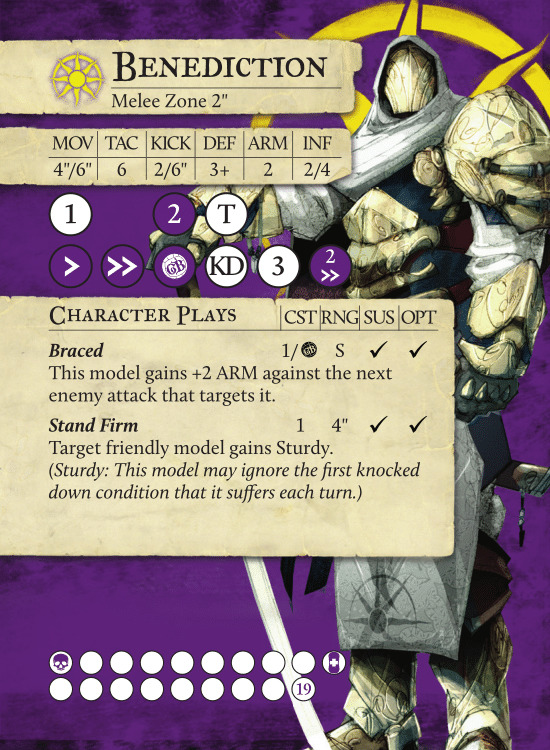 BENEDICTION
Melee Zone 2"
MOV TAC KICK DEF ARM INF
4"/6" 6 2/6" 3+ 2 2/4
1 2 T
> >> GB KD 3 2 >>
CHARACTER PLAYS CST RNG SUS OPT
Braced 1/GB S ✓ ✓
This model gains +2 ARM against the next
enemy attack that targets it.
Stand Firm 1 4" ✓ ✓
Target friendly model gains Sturdy.
(Sturdy: This model may ignore the first knocked
down condition that it suffers each turn.)
19